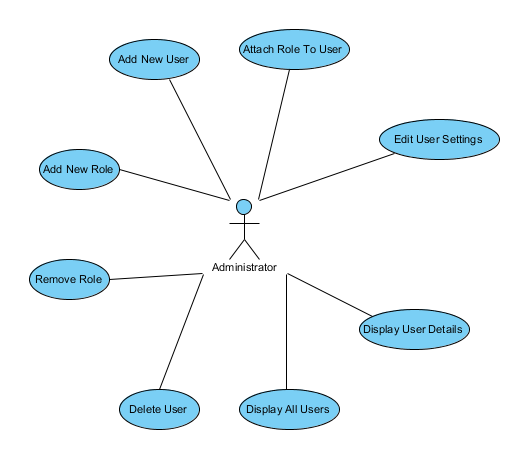 Attach Role To User
Add New User
Edit User Settings
Add New Role
Administrator
Remove Role
Display User Details
Delete User
Display All Users